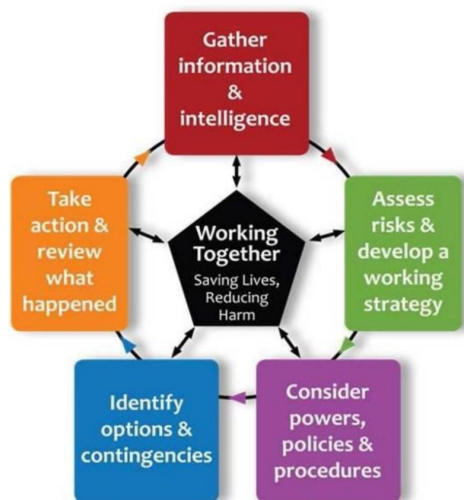 Gather
information
&
intelligence
Assess
risks &
develop a
working
strategy
Consider
powers,
policies &
procedures
Identify
options &
contingencies
Take
action &
review
what
happened
Working
Together
Saving Lives,
Reducing
Harm